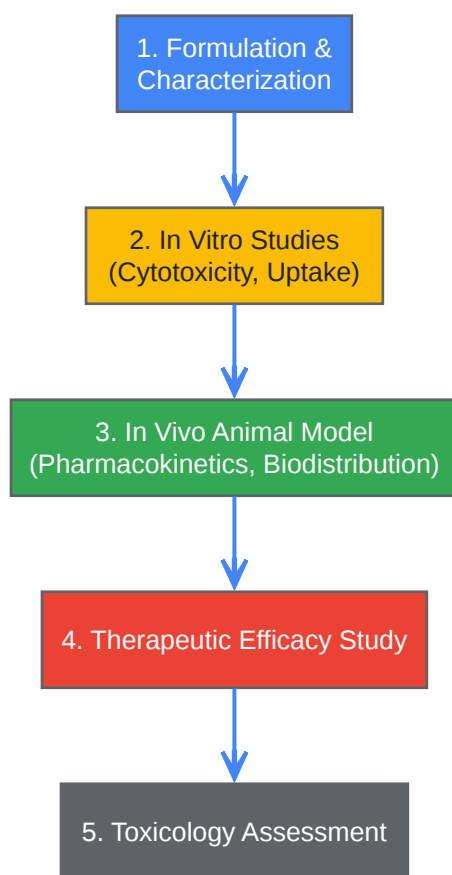 1. Formulation &
Characterization
2. In Vitro Studies
(Cytotoxicity, Uptake)
3. In Vivo Animal Model
(Pharmacokinetics, Biodistribution)
4. Therapeutic Efficacy Study
5. Toxicology Assessment